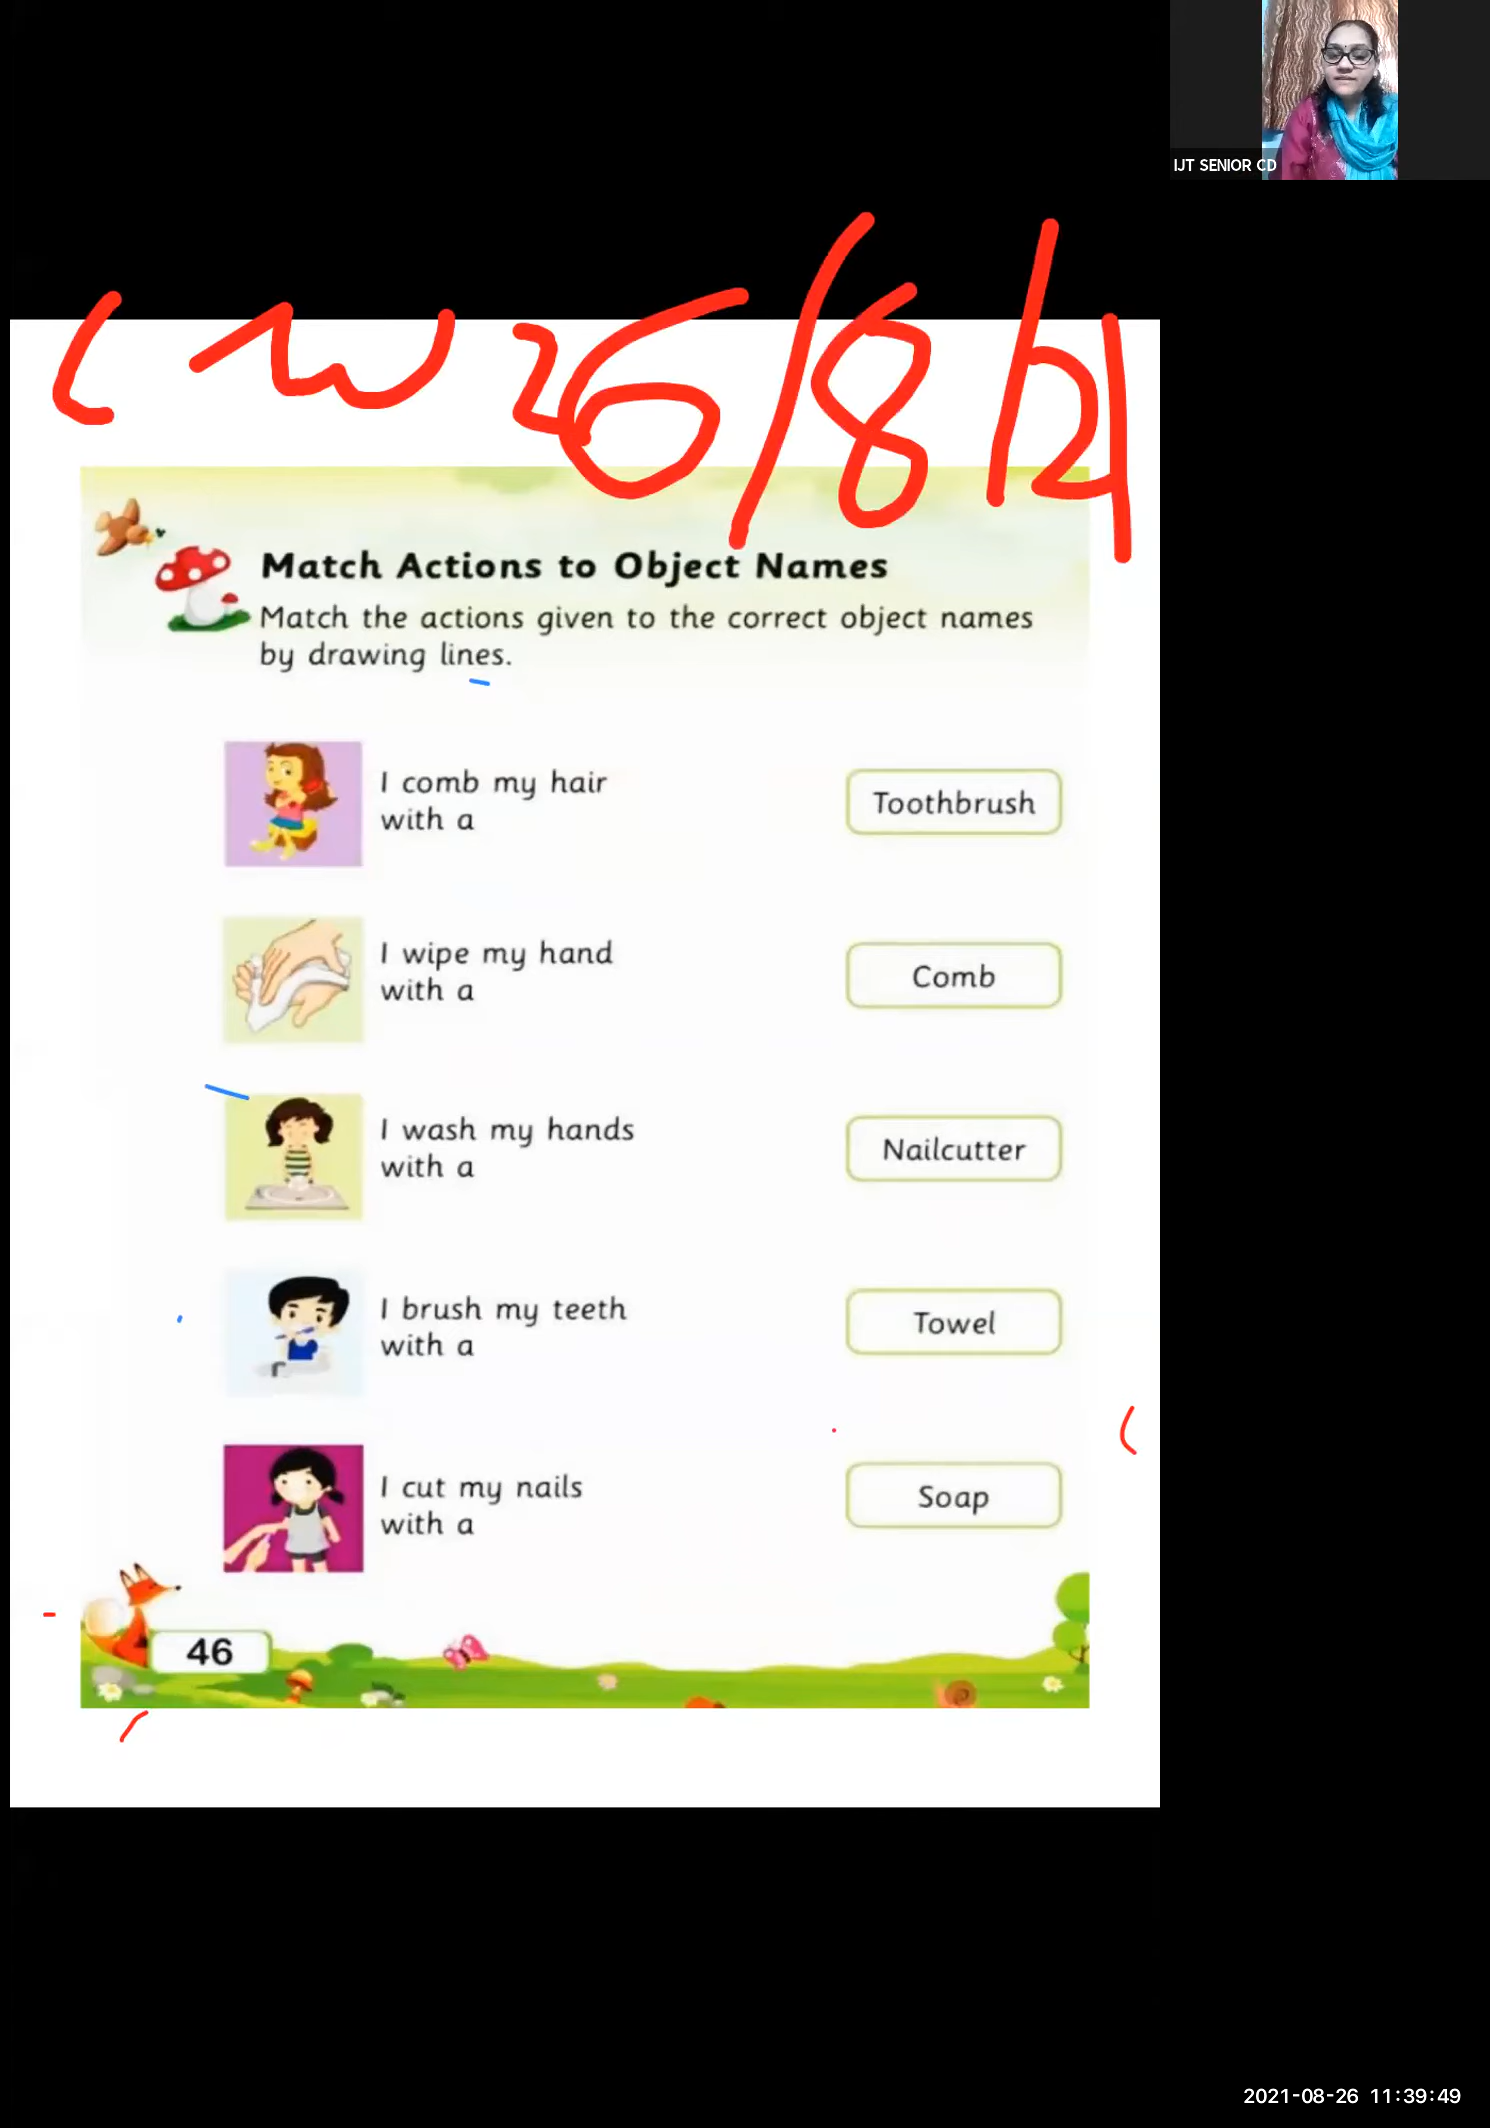 IJT SENIOR CD
C W 26/8/21
Match Actions to Object Names
Match the actions given to the correct object names
by drawing lines.
I comb my hair
with a
Toothbrush
I wipe my hand
with a
Comb
I wash my hands
with a
Nailcutter
I brush my teeth
with a
Towel
I cut my nails
with a
Soap
46
2021-08-26 11:39:49